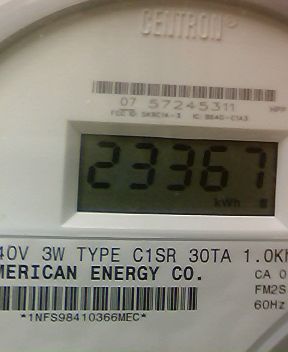 CENTRON
07 57245311
23367
kWh
40V 3W TYPE C1SR 30TA 1.0Kh
MERICAN ENERGY CO.
CA 0
FM2S
60Hz
*1NFS98410366MEC*